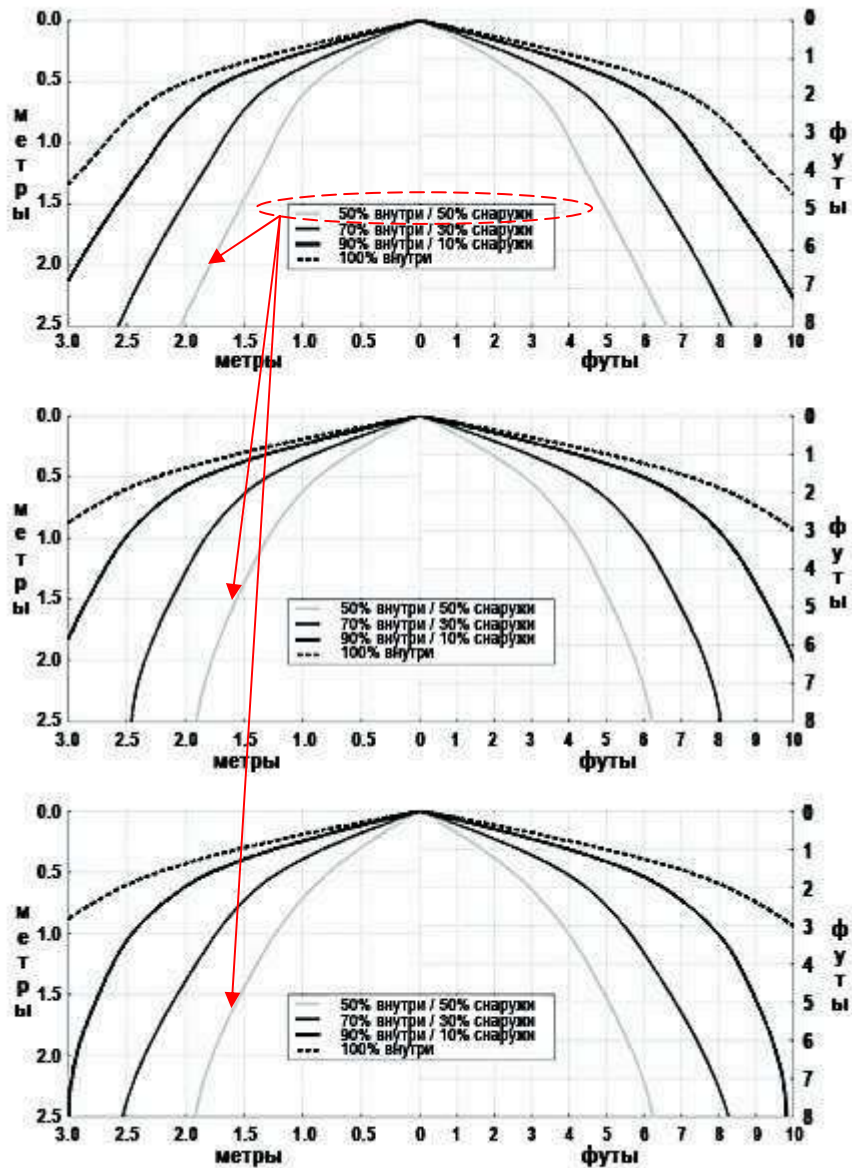 0.0
0.5
1.0
1.5
2.0
2.5
метры
0
1
2
3
4
5
6
7
8
футы
50% внутри / 50% снаружи
70% внутри / 30% снаружи
90% внутри / 10% снаружи
100% внутри
3.0 2.5 2.0 1.5 1.0 0.5 0 1 2 3 4 5 6 7 8 9 10
метры футы
0.0
0.5
1.0
1.5
2.0
2.5
метры
0
1
2
3
4
5
6
7
8
футы
50% внутри / 50% снаружи
70% внутри / 30% снаружи
90% внутри / 10% снаружи
100% внутри
3.0 2.5 2.0 1.5 1.0 0.5 0 1 2 3 4 5 6 7 8 9 10
метры футы
0.0
0.5
1.0
1.5
2.0
2.5
метры
0
1
2
3
4
5
6
7
8
футы
50% внутри / 50% снаружи
70% внутри / 30% снаружи
90% внутри / 10% снаружи
100% внутри
3.0 2.5 2.0 1.5 1.0 0.5 0 1 2 3 4 5 6 7 8 9 10
метры футы